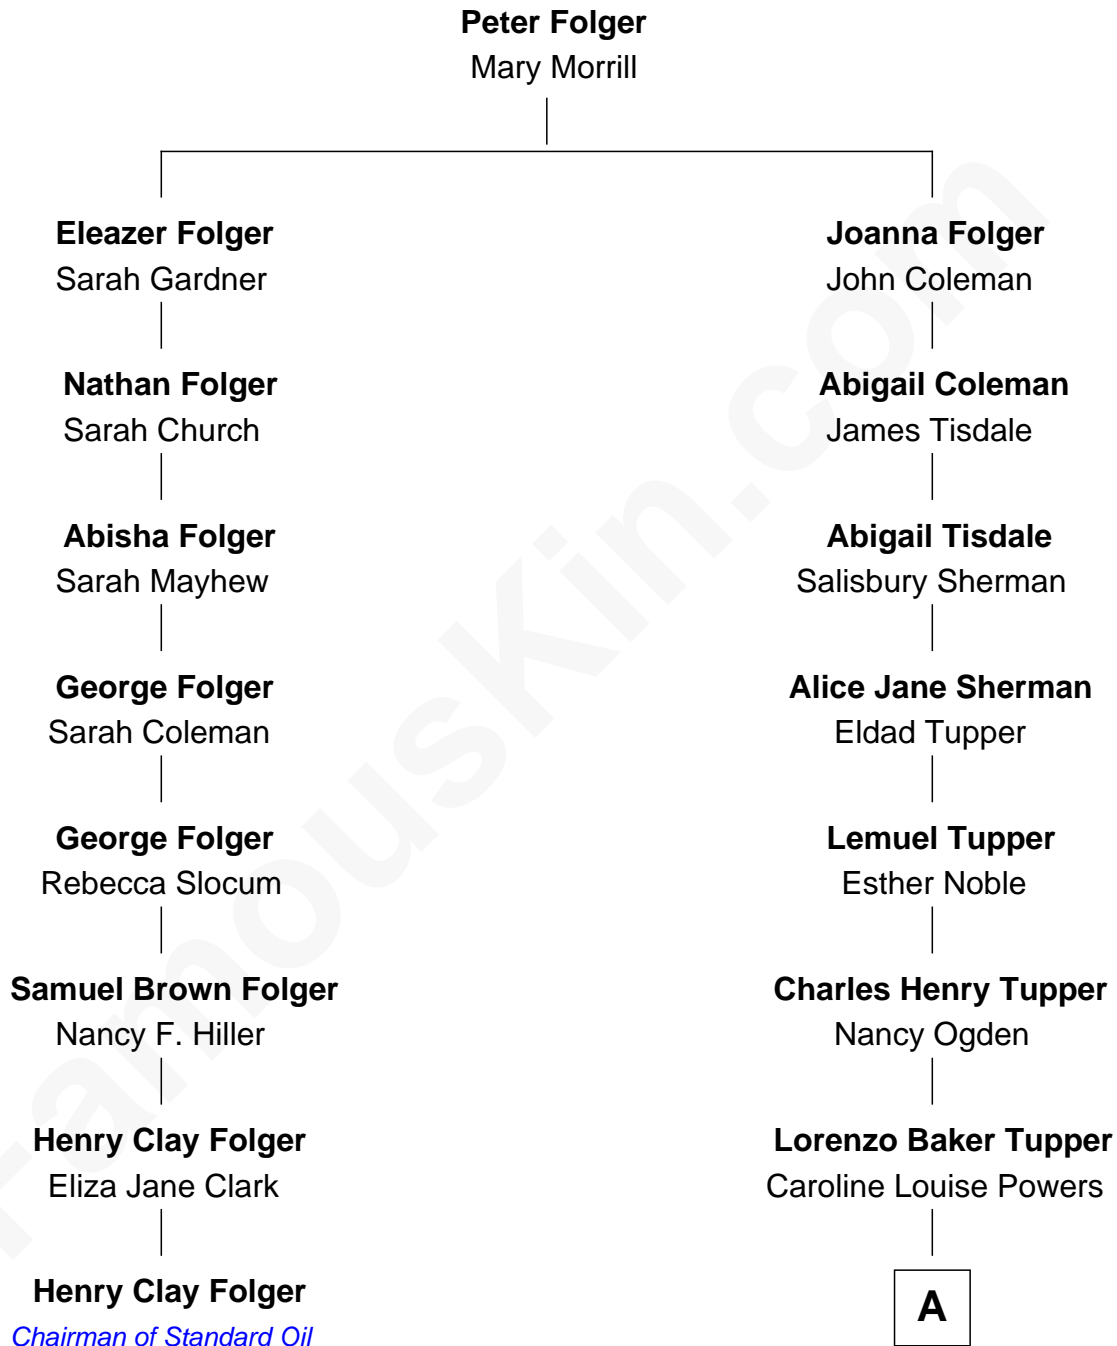 Peter Folger
Mary Morrill
Eleazer Folger
Sarah Gardner
Joanna Folger
John Coleman
Nathan Folger
Sarah Church
Abigail Coleman
James Tisdale
Abisha Folger
Sarah Mayhew
Abigail Tisdale
Salisbury Sherman
George Folger
Sarah Coleman
Alice Jane Sherman
Eldad Tupper
George Folger
Rebecca Slocum
Lemuel Tupper
Esther Noble
Samuel Brown Folger
Nancy F. Hiller
Charles Henry Tupper
Nancy Ogden
Henry Clay Folger
Eliza Jane Clark
Lorenzo Baker Tupper
Caroline Louise Powers
Henry Clay Folger
Chairman of Standard Oil
A
FamousKin.com